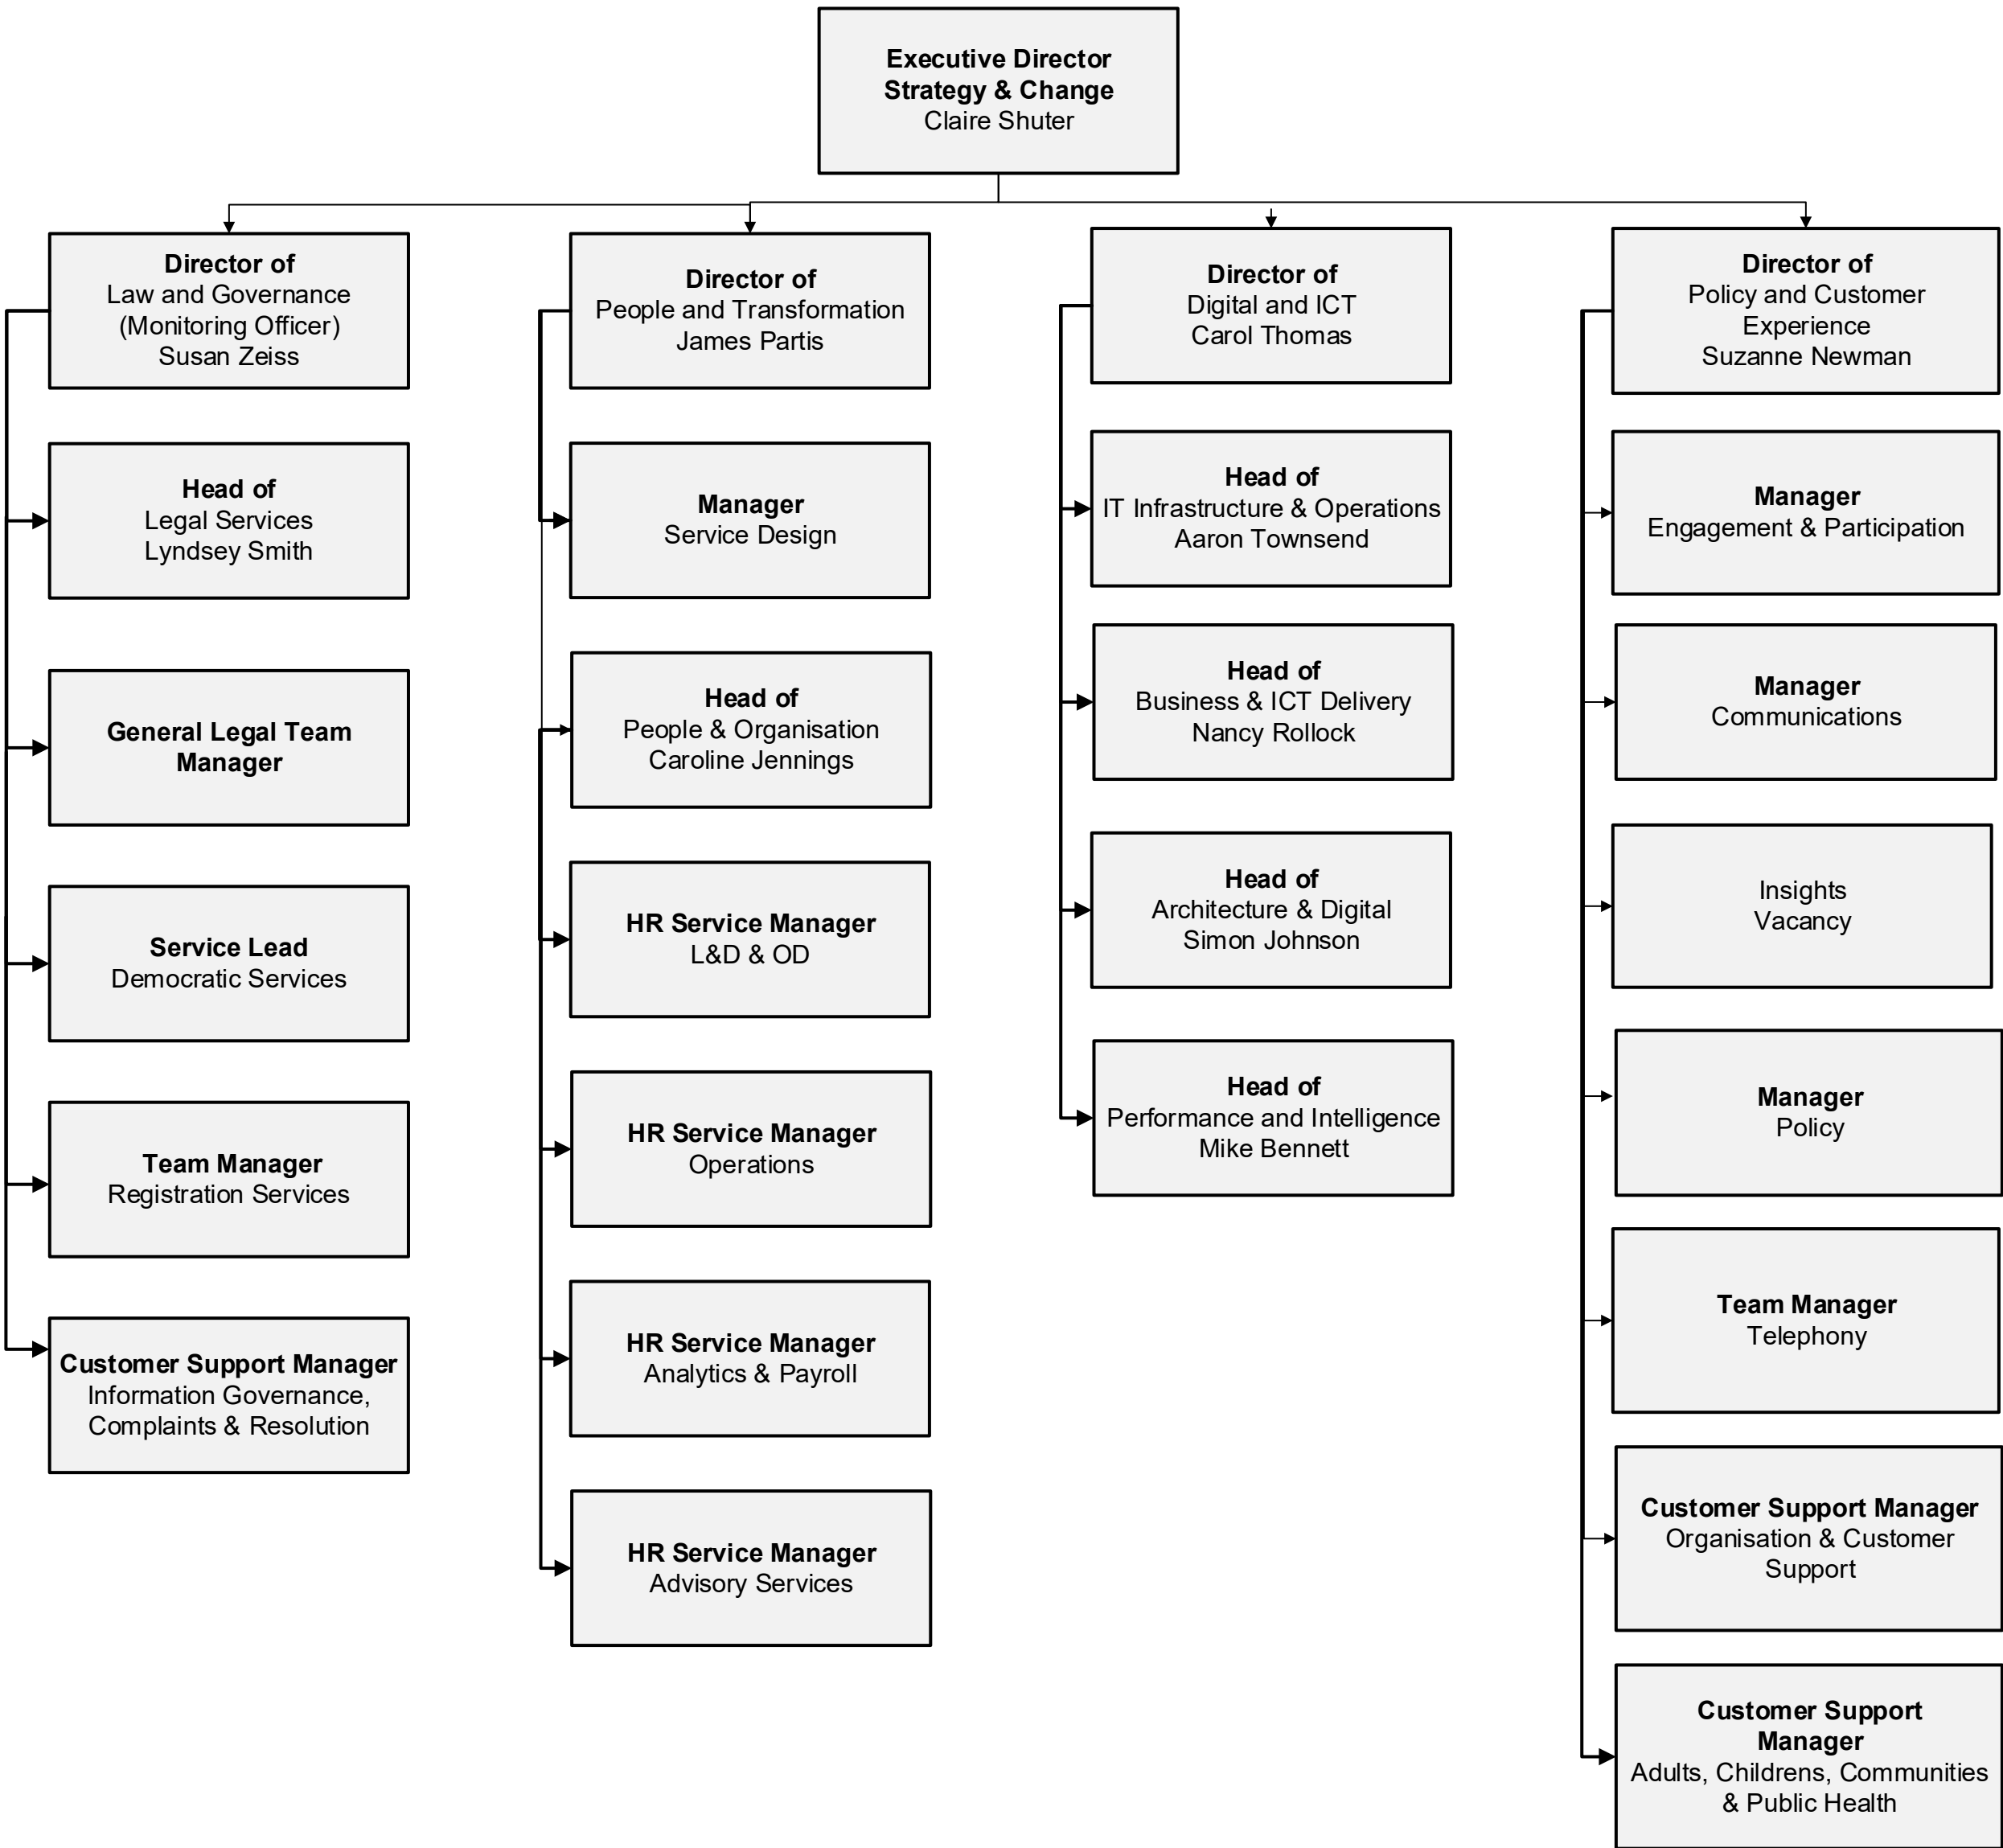 Executive Director
Strategy & Change
Claire Shuter
Director of
Law and Governance
(Monitoring Officer)
Susan Zeiss
Head of
Legal Services
Lyndsey Smith
General Legal Team
Manager
Service Lead
Democratic Services
Team Manager
Registration Services
Customer Support Manager
Information Governance,
Complaints & Resolution
Director of
People and Transformation
James Partis
Manager
Service Design
Head of
People & Organisation
Caroline Jennings
HR Service Manager
L&D & OD
HR Service Manager
Operations
HR Service Manager
Analytics & Payroll
HR Service Manager
Advisory Services
Director of
Digital and ICT
Carol Thomas
Head of
IT Infrastructure & Operations
Aaron Townsend
Head of
Business & ICT Delivery
Nancy Rollock
Head of
Architecture & Digital
Simon Johnson
Head of
Performance and Intelligence
Mike Bennett
Director of
Policy and Customer
Experience
Suzanne Newman
Manager
Engagement & Participation
Manager
Communications
Insights
Vacancy
Manager
Policy
Team Manager
Telephony
Customer Support Manager
Organisation & Customer
Support
Customer Support
Manager
Adults, Childrens, Communities
& Public Health